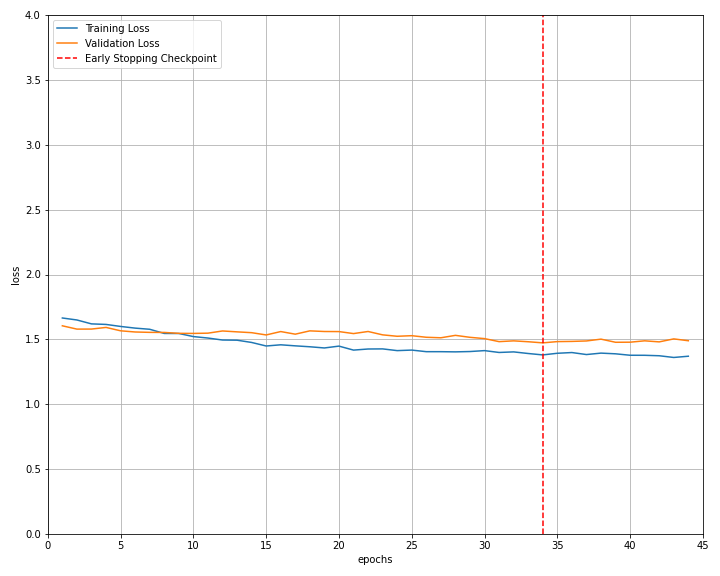 Training Loss
Validation Loss
Early Stopping Checkpoint
4.0
3.5
3.0
2.5
2.0
1.5
1.0
0.5
0.0
loss
0 5 10 15 20 25 30 35 40 45
epochs